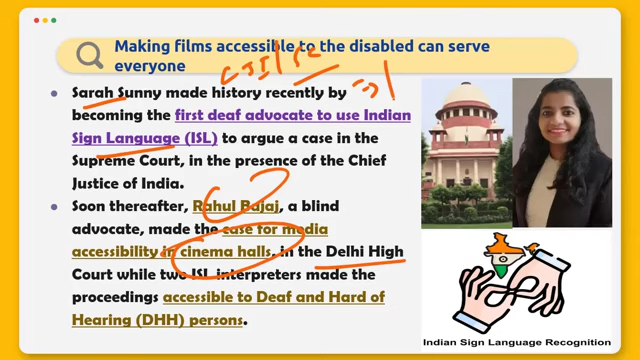 Making films accessible to the disabled can serve
everyone
CJI/SC
Sarah Sunny made history recently by
becoming the first deaf advocate to use Indian
Sign Language (ISL) to argue a case in the
Supreme Court, in the presence of the Chief
Justice of India.
Soon thereafter, Rahul Bajaj, a blind
advocate, made the case for media
accessibility in cinema halls, in the Delhi High
Court while two ISL interpreters made the
proceedings accessible to Deaf and Hard of
Hearing (DHH) persons.
Indian Sign Language Recognition